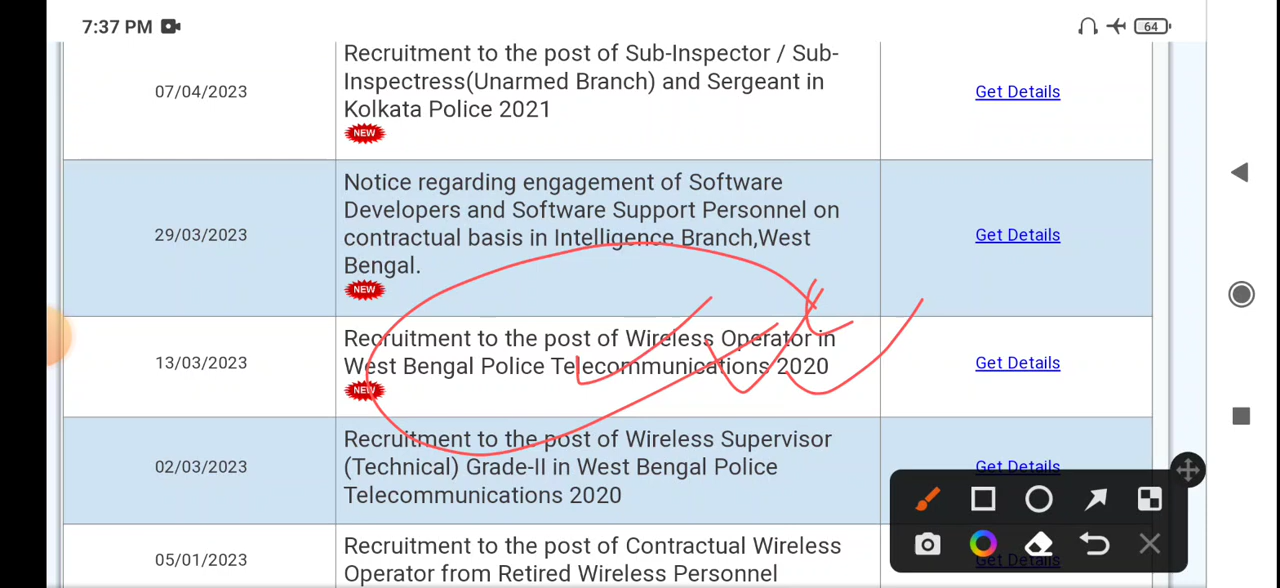 7:37 PM
64
07/04/2023
Recruitment to the post of Sub-Inspector / Sub-
Inspectress(Unarmed Branch) and Sergeant in
Kolkata Police 2021
NEW
Get Details
29/03/2023
Notice regarding engagement of Software
Developers and Software Support Personnel on
contractual basis in Intelligence Branch,West
Bengal.
NEW
Get Details
13/03/2023
Recruitment to the post of Wireless Operator in
West Bengal Police Telecommunications 2020
NEW
Get Details
02/03/2023
Recruitment to the post of Wireless Supervisor
(Technical) Grade-II in West Bengal Police
Telecommunications 2020
Get Details
05/01/2023
Recruitment to the post of Contractual Wireless
Operator from Retired Wireless Personnel
Get Details